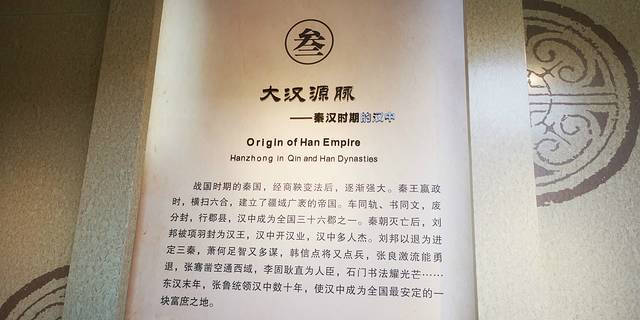 叁
大汉源脉
——秦汉时期的汉中
Origin of Han Empire
Hanzhong in Qin and Han Dynasties
战国时期的秦国，经商鞅变法后，逐渐强大。秦王嬴政
时，横扫六合，建立了疆域广袤的帝国。车同轨、书同文，废
分封，行郡县，汉中成为全国三十六郡之一。秦朝灭亡后，刘
邦被项羽封为汉王，汉中开汉业，汉中多人杰。刘邦以退为进
定三秦，萧何足智又多谋，韩信点将又点兵，张良激流能勇
退，张骞凿空通西域，李固耿直为人臣，石门书法耀光芒……
东汉末年，张鲁统领汉中数十年，使汉中成为全国最安定的一
块富庶之地。